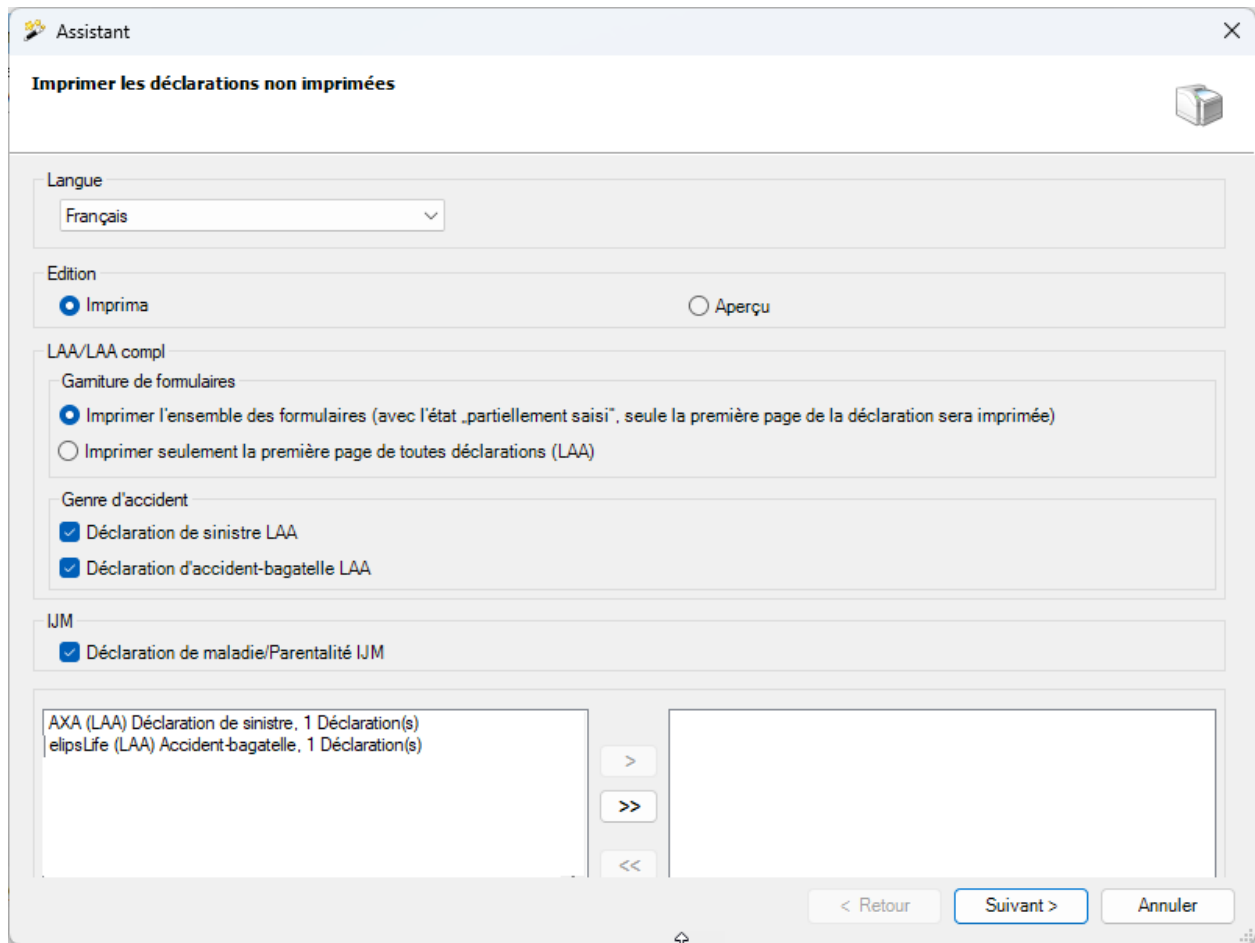 Assistant
Imprimer les déclarations non imprimées
Langue
Français
Edition
Imprima
Aperçu
LAA/LAA compl
Garniture de formulaires
Imprimer l'ensemble des formulaires (avec l'état „partiellement saisi“, seule la première page de la déclaration sera imprimée)
Imprimer seulement la première page de toutes déclarations (LAA)
Genre d'accident
Déclaration de sinistre LAA
Déclaration d'accident-bagatelle LAA
IJM
Déclaration de maladie/Parentalité IJM
AXA (LAA) Déclaration de sinistre, 1 Déclaration(s)
elipsLife (LAA) Accident-bagatelle, 1 Déclaration(s)
>
>>
<<
< Retour
Suivant >
Annuler